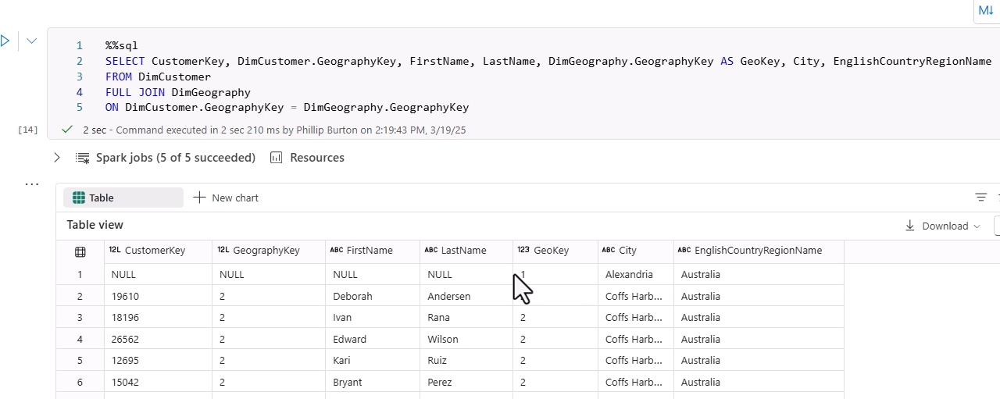 M↓
1 %%sql
2 SELECT CustomerKey, DimCustomer.GeographyKey, FirstName, LastName, DimGeography.GeographyKey AS GeoKey, City, EnglishCountryRegionName
3 FROM DimCustomer
4 FULL JOIN DimGeography
5 ON DimCustomer.GeographyKey = DimGeography.GeographyKey
[14] 2 sec - Command executed in 2 sec 210 ms by Phillip Burton on 2:19:43 PM, 3/19/25
Spark jobs (5 of 5 succeeded) Resources
Table New chart
Table view Download
12L CustomerKey 12L GeographyKey ABC FirstName ABC LastName 123 GeoKey ABC City ABC EnglishCountryRegionName
1 NULL NULL NULL NULL 1 Alexandria Australia
2 19610 2 Deborah Andersen Coffs Harb... Australia
3 18196 2 Ivan Rana 2 Coffs Harb... Australia
4 26562 2 Edward Wilson 2 Coffs Harb... Australia
5 12695 2 Kari Ruiz 2 Coffs Harb... Australia
6 15042 2 Bryant Perez 2 Coffs Harb... Australia